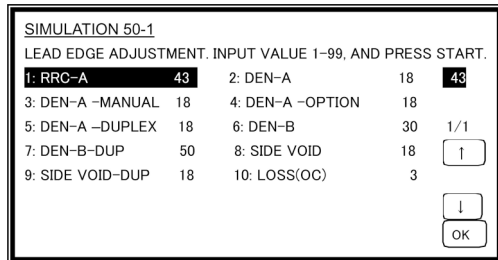 SIMULATION 50-1
LEAD EDGE ADJUSTMENT. INPUT VALUE 1-99, AND PRESS START.
1: RRC-A 43 2: DEN-A 18 43
3: DEN-A -MANUAL 18 4: DEN-A -OPTION 18
5: DEN-A –DUPLEX 18 6: DEN-B 30 1/1
7: DEN-B-DUP 50 8: SIDE VOID 18 ↑
9: SIDE VOID-DUP 18 10: LOSS(OC) 3
↓
OK